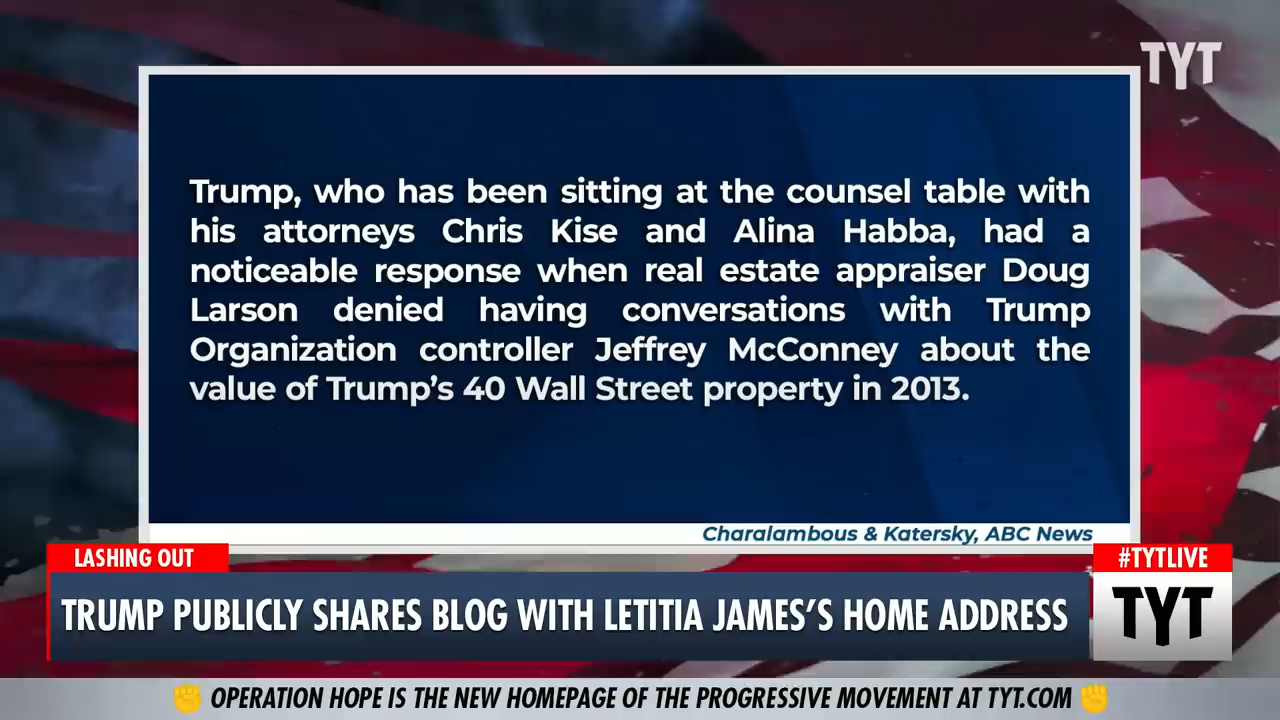 TYT
Trump, who has been sitting at the counsel table with
his attorneys Chris Kise and Alina Habba, had a
noticeable response when real estate appraiser Doug
Larson denied having conversations with Trump
Organization controller Jeffrey McConney about the
value of Trump’s 40 Wall Street property in 2013.
Charalambous & Katersky, ABC News
LASHING OUT
#TYTLIVE
TRUMP PUBLICLY SHARES BLOG WITH LETITIA JAMES’S HOME ADDRESS
TYT
OPERATION HOPE IS THE NEW HOMEPAGE OF THE PROGRESSIVE MOVEMENT AT TYT.COM